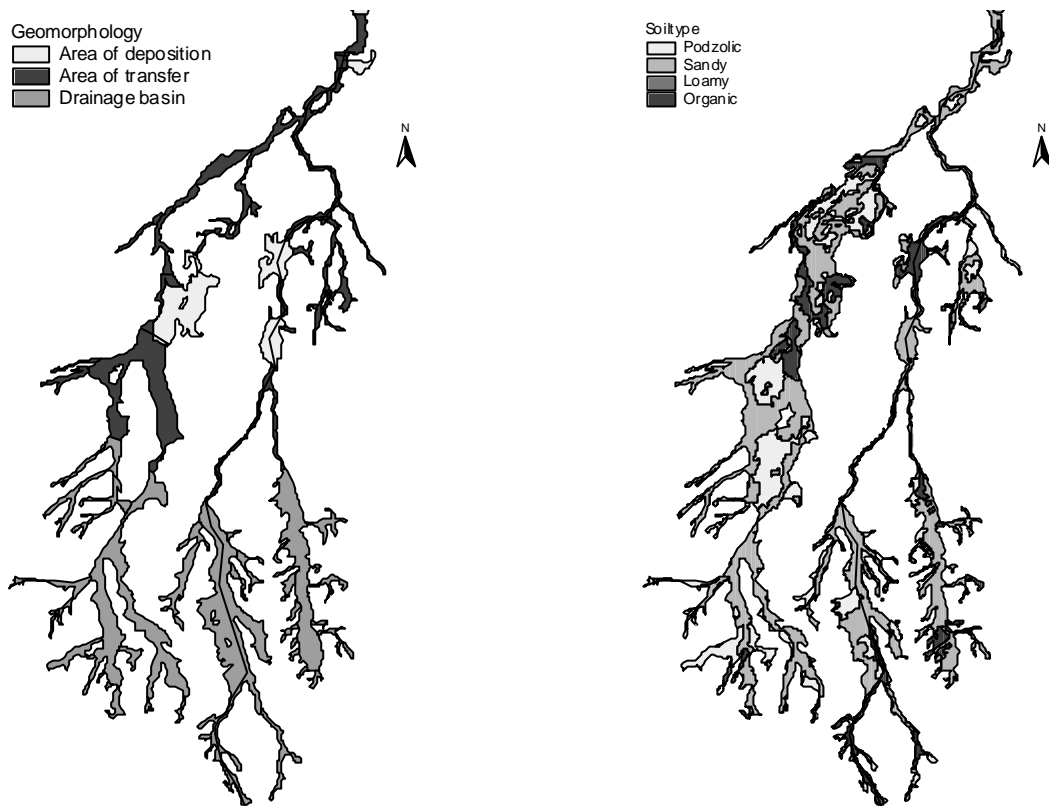 Geomorphology
Area of deposition
Area of transfer
Drainage basin
N
Soiltype
Podzolic
Sandy
Loamy
Organic
N